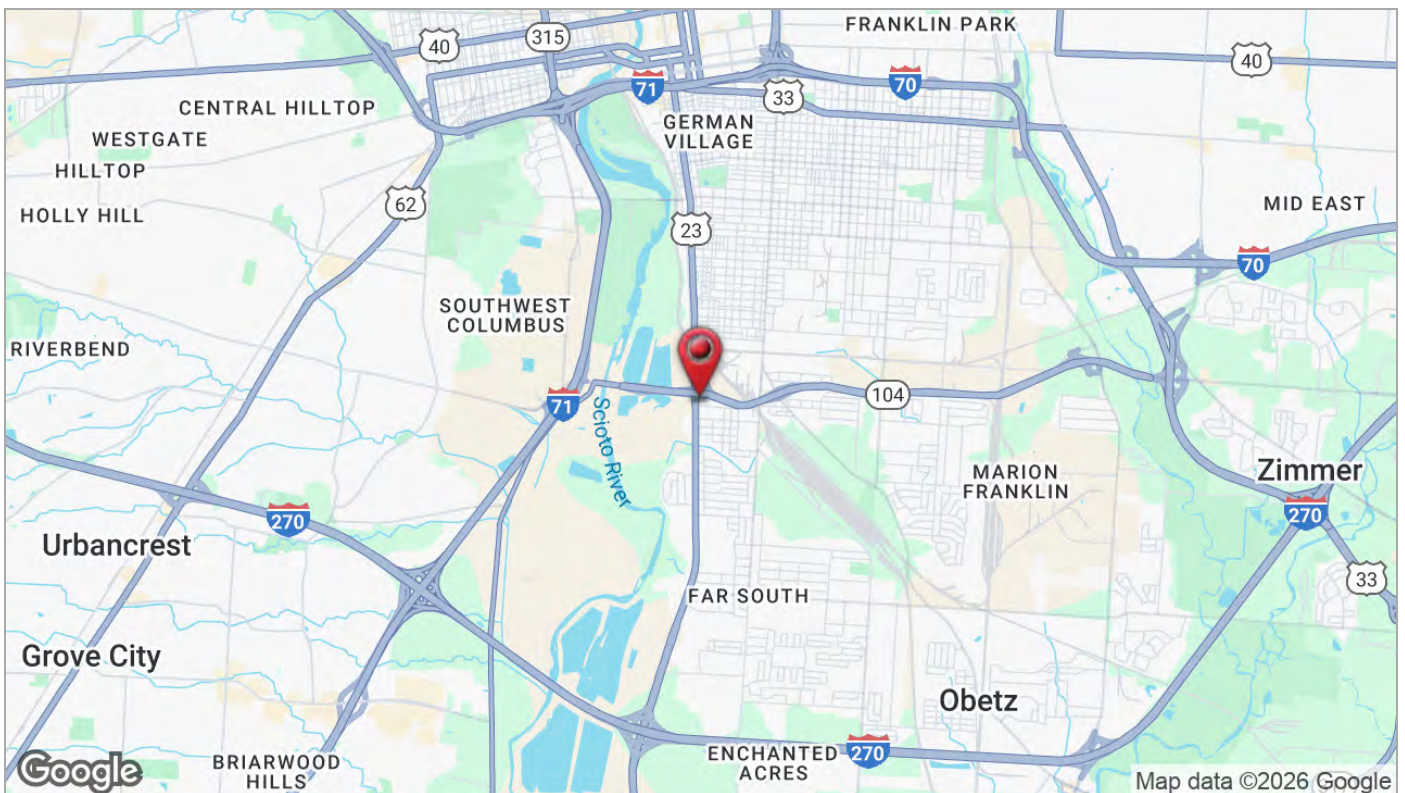 FRANKLIN PARK
40
315
40
71
70
33
CENTRAL HILLTOP
GERMAN
VILLAGE
WESTGATE
HILLTOP
62
MID EAST
HOLLY HILL
23
70
SOUTHWEST
COLUMBUS
RIVERBEND
104
71
Scioto River
MARION
FRANKLIN
Zimmer
270
270
Urbancrest
33
FAR SOUTH
Grove City
Obetz
ENCHANTED
ACRES
270
BRIARWOOD
HILLS
Google
Map data ©2026 Google